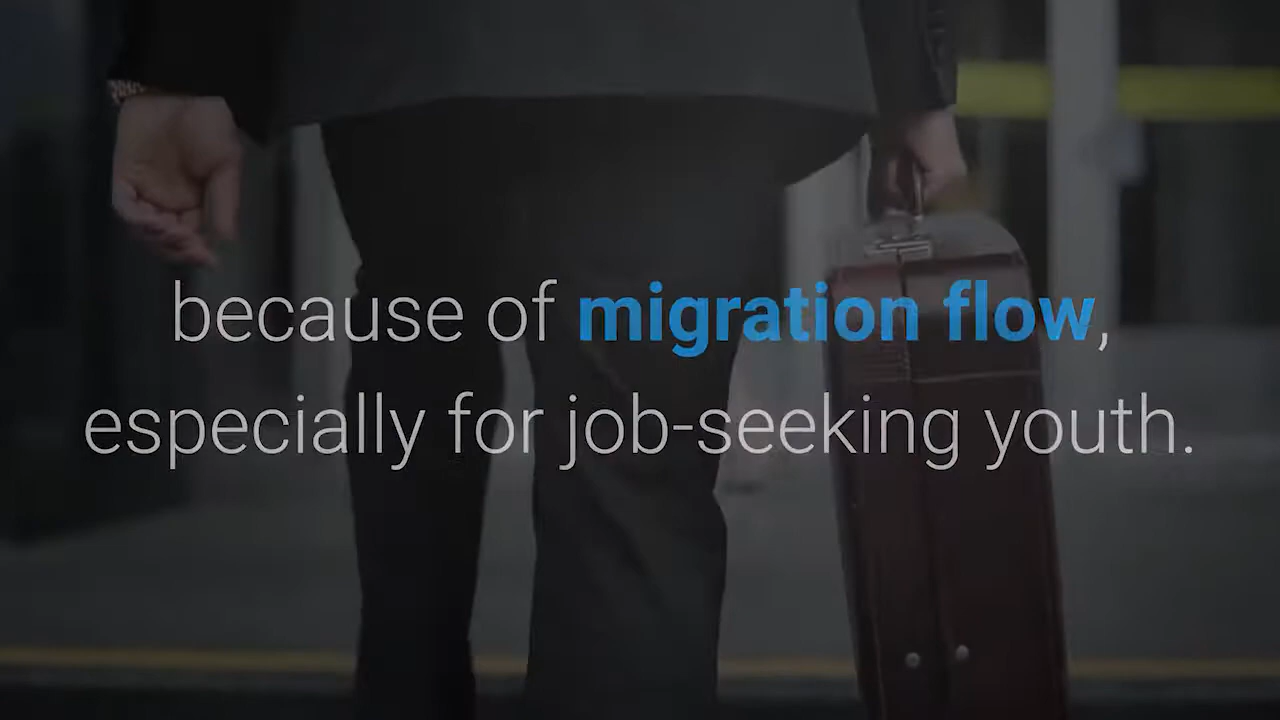 because of migration flow,
especially for job-seeking youth.